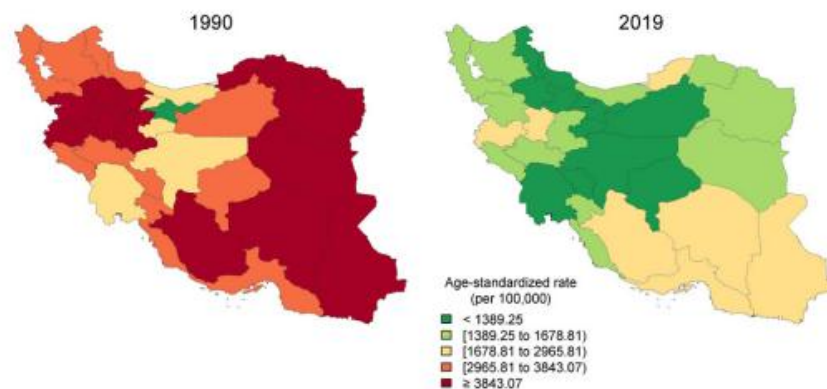 1990
2019
Age-standardized rate
(per 100,000)
< 1389.25
[1389.25 to 1678.81)
[1678.81 to 2965.81)
[2965.81 to 3843.07)
≥ 3843.07